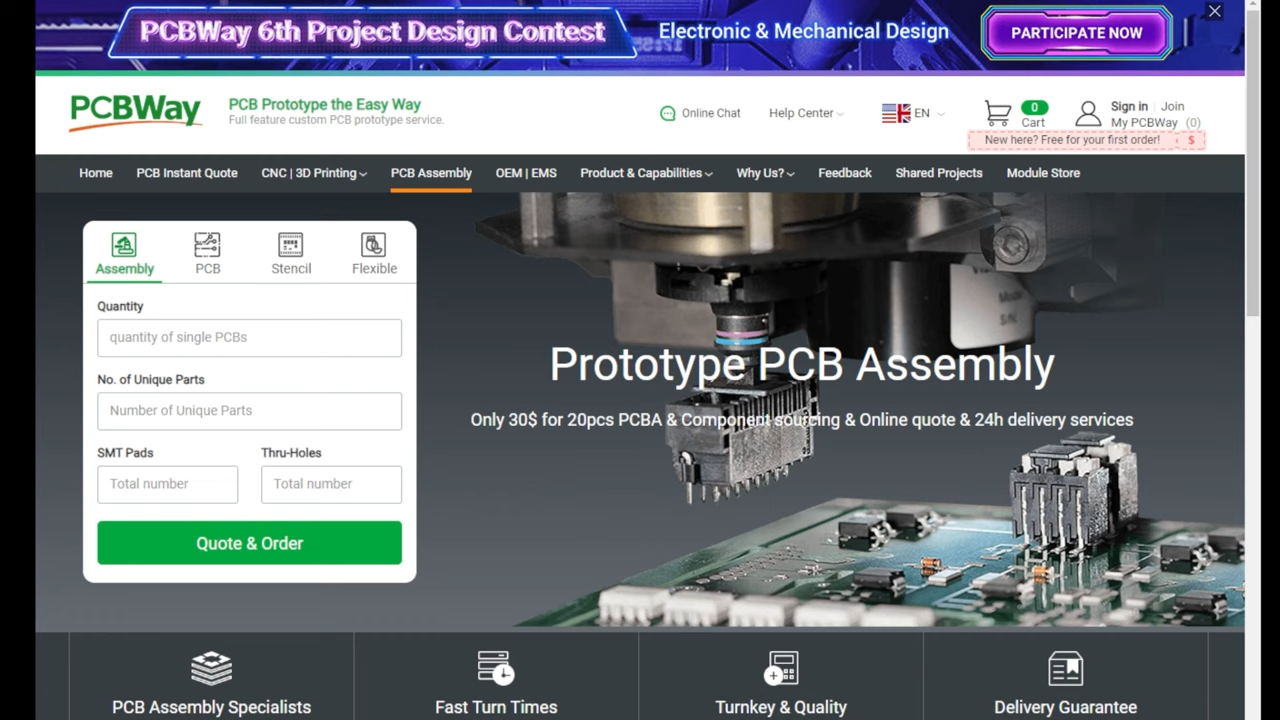 PCBWay 6th Project Design Contest
Electronic & Mechanical Design
PARTICIPATE NOW
PCBWay
PCB Prototype the Easy Way
Full feature custom PCB prototype service.
Online Chat
Help Center
EN
0
Cart
Sign in | Join
My PCBWay (0)
New here? Free for your first order! $
Home
PCB Instant Quote
CNC | 3D Printing
PCB Assembly
OEM | EMS
Product & Capabilities
Why Us?
Feedback
Shared Projects
Module Store
Assembly
PCB
Stencil
Flexible
Quantity
quantity of single PCBs
No. of Unique Parts
Number of Unique Parts
SMT Pads
Thru-Holes
Total number
Total number
Quote & Order
Prototype PCB Assembly
Only 30$ for 20pcs PCBA & Component sourcing & Online quote & 24h delivery services
PCB Assembly Specialists
Fast Turn Times
Turnkey & Quality
Delivery Guarantee